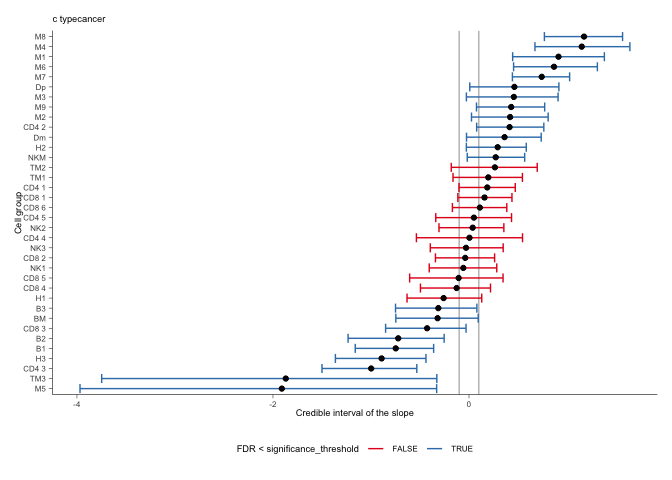 c typecancer
M8
M4
M1
M6
M7
Dp
M3
M9
M2
CD4 2
Dm
H2
NKM
TM2
TM1
CD4 1
CD8 1
CD8 6
CD4 5
NK2
CD4 4
NK3
CD8 2
NK1
CD8 5
CD8 4
H1
B3
BM
CD8 3
B2
B1
H3
CD4 3
TM3
M5
Cell group
-4 -2 0
Credible interval of the slope
FDR < significance_threshold FALSE TRUE